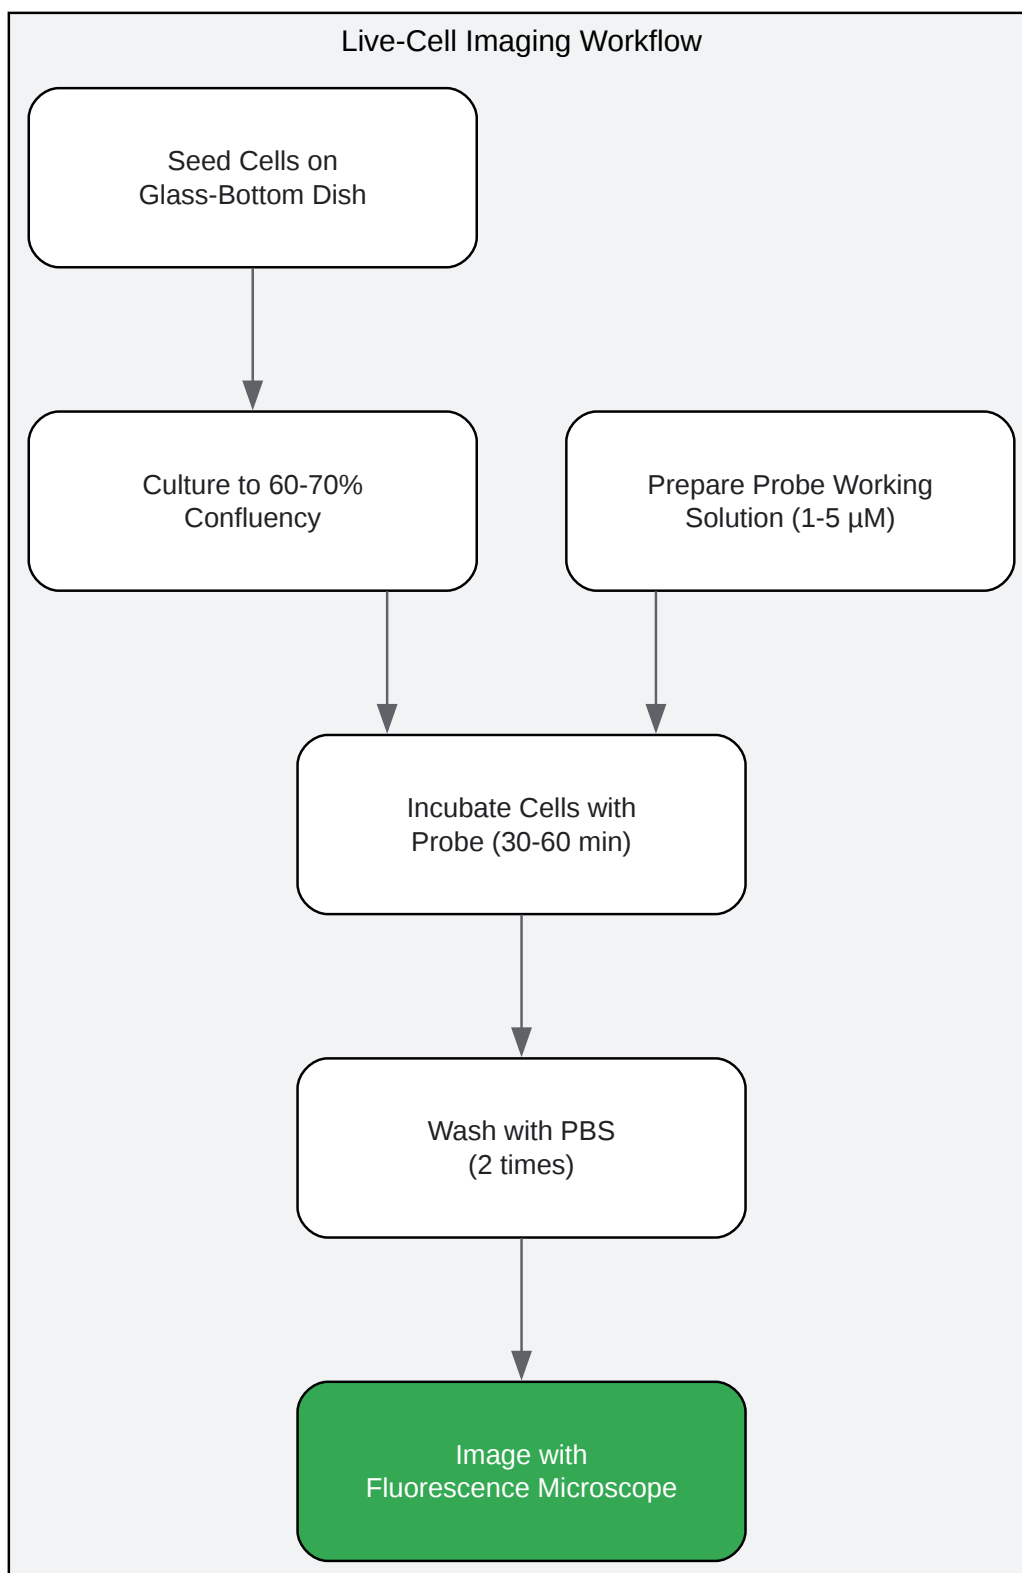 Live-Cell Imaging Workflow
Seed Cells on
Glass-Bottom Dish
Culture to 60-70%
Confluency
Prepare Probe Working
Solution (1-5 µM)
Incubate Cells with
Probe (30-60 min)
Wash with PBS
(2 times)
Image with
Fluorescence Microscope